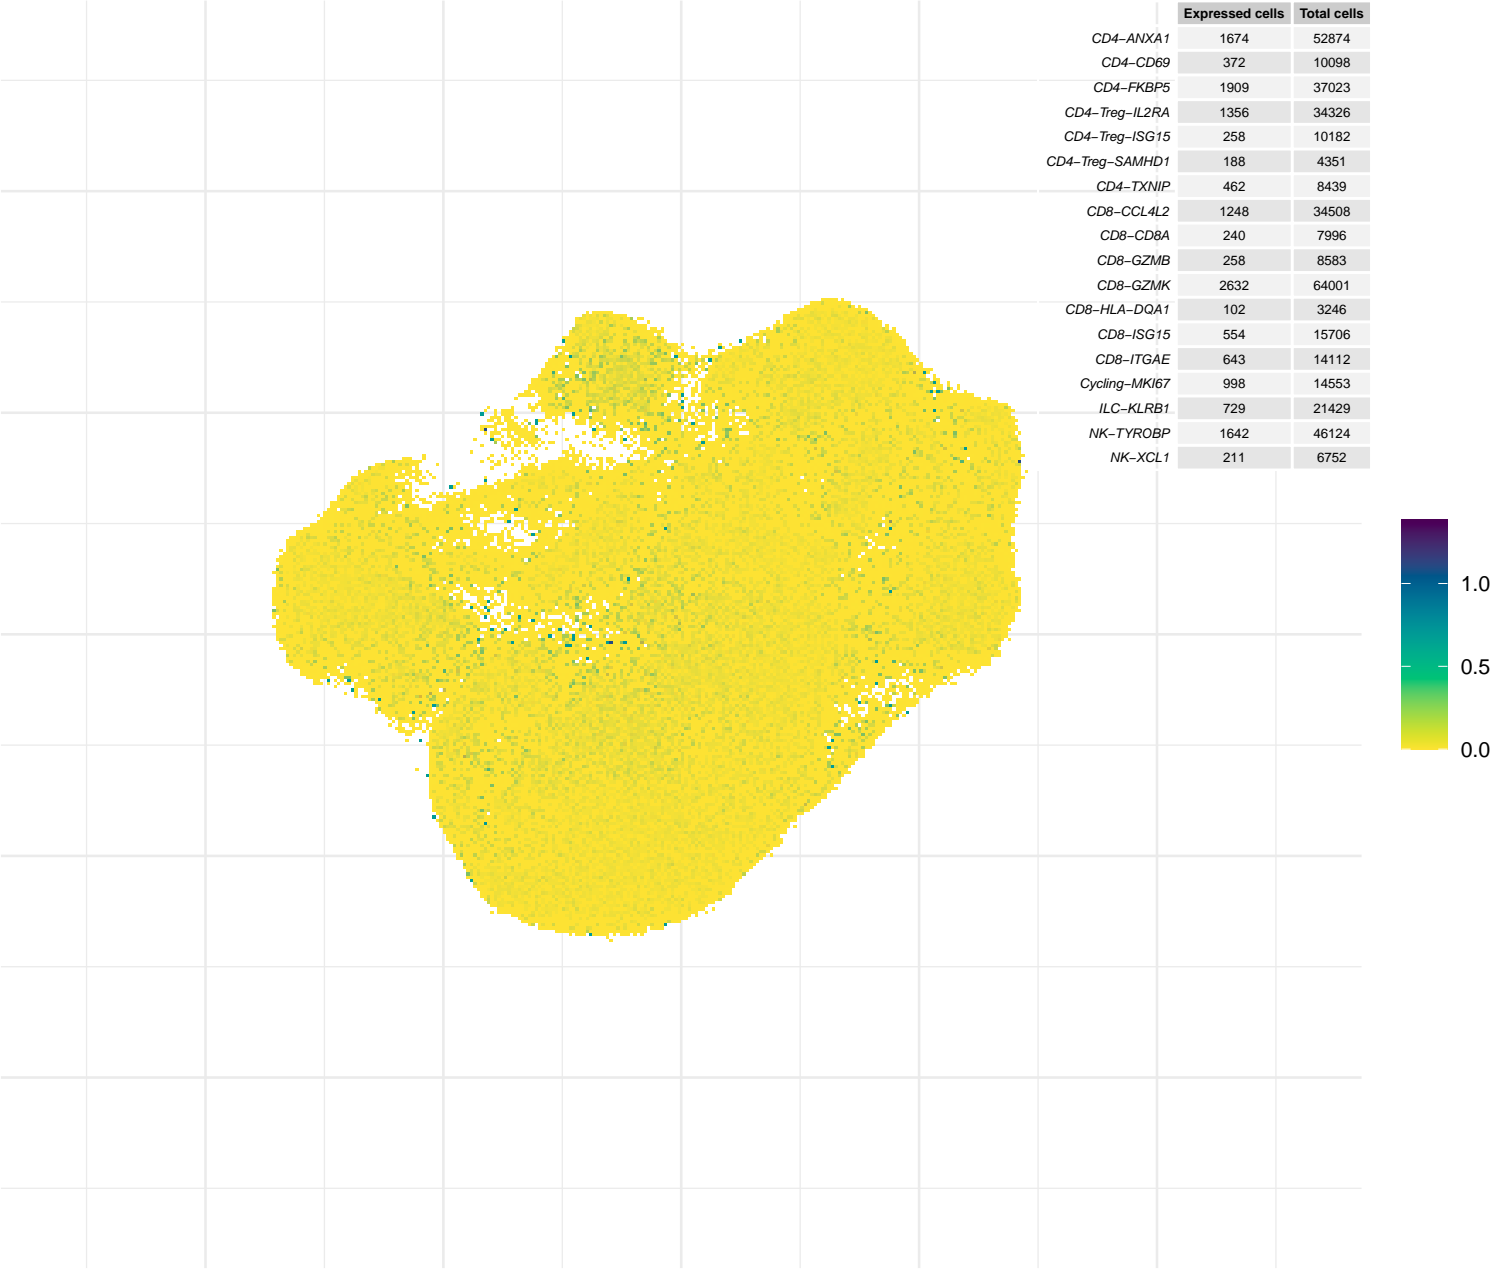 Expressed cells Total cells
CD4−ANXA1 1674 52874
CD4−CD69 372 10098
CD4−FKBP5 1909 37023
CD4−Treg−IL2RA 1356 34326
CD4−Treg−ISG15 258 10182
CD4−Treg−SAMHD1 188 4351
CD4−TXNIP 462 8439
CD8−CCL4L2 1248 34508
CD8−CD8A 240 7996
CD8−GZMB 258 8583
CD8−GZMK 2632 64001
CD8−HLA−DQA1 102 3246
CD8−ISG15 554 15706
CD8−ITGAE 643 14112
Cycling−MKI67 998 14553
ILC−KLRB1 729 21429
NK−TYROBP 1642 46124
NK−XCL1 211 6752
1.0
0.5
0.0